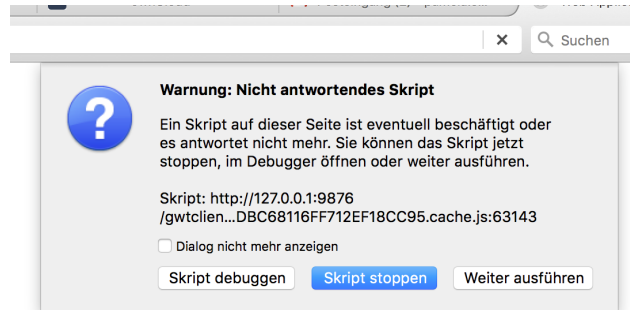 Suchen
Warnung: Nicht antwortendes Skript
Ein Skript auf dieser Seite ist eventuell beschäftigt oder
es antwortet nicht mehr. Sie können das Skript jetzt
stoppen, im Debugger öffnen oder weiter ausführen.
Skript: http://127.0.0.1:9876
/gwtclien...DBC68116FF712EF18CC95.cache.js:63143
Dialog nicht mehr anzeigen
Skript debuggen
Skript stoppen
Weiter ausführen